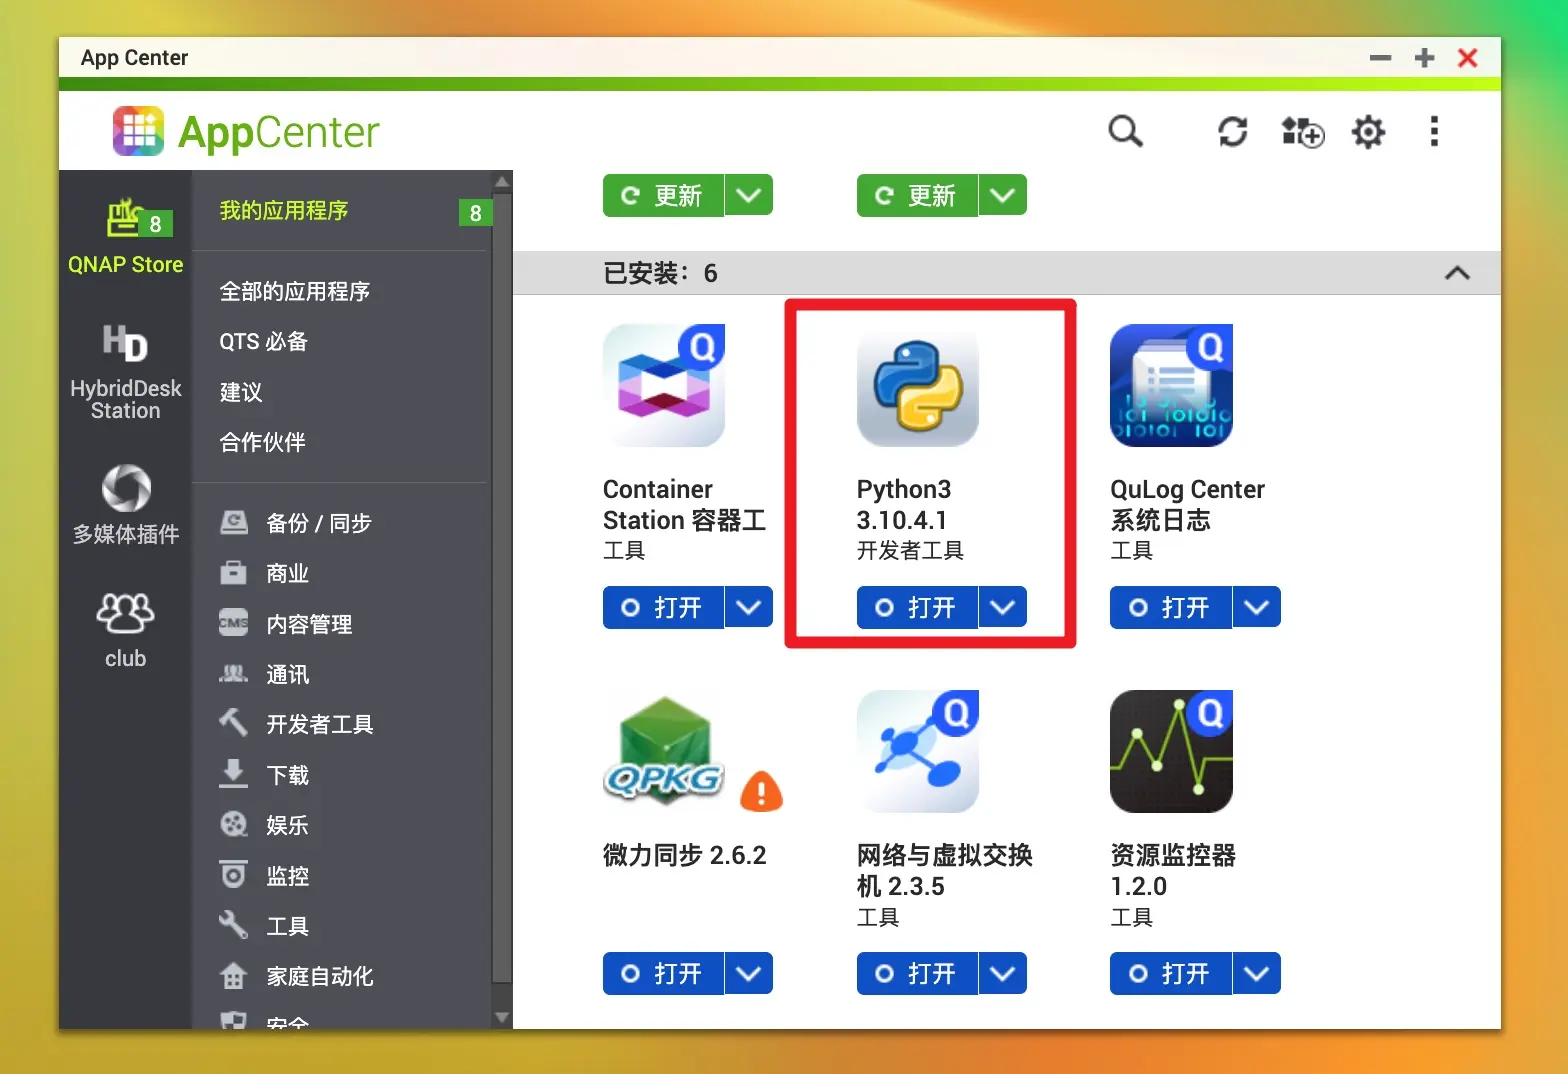 App Center
AppCenter
8
QNAP Store
HD
HybridDesk
Station
多媒体插件
club
我的应用程序
8
全部的应用程序
QTS 必备
建议
合作伙伴
备份 / 同步
商业
CMS
内容管理
通讯
开发者工具
下载
娱乐
监控
工具
家庭自动化
安全
更新
更新
已安装：6
Q
Container
Station 容器工
工具
打开
Python3
3.10.4.1
开发者工具
打开
Q
QuLog Center
系统日志
工具
打开
QPKG
微力同步 2.6.2
打开
Q
网络与虚拟交换
机 2.3.5
工具
打开
Q
资源监控器
1.2.0
工具
打开